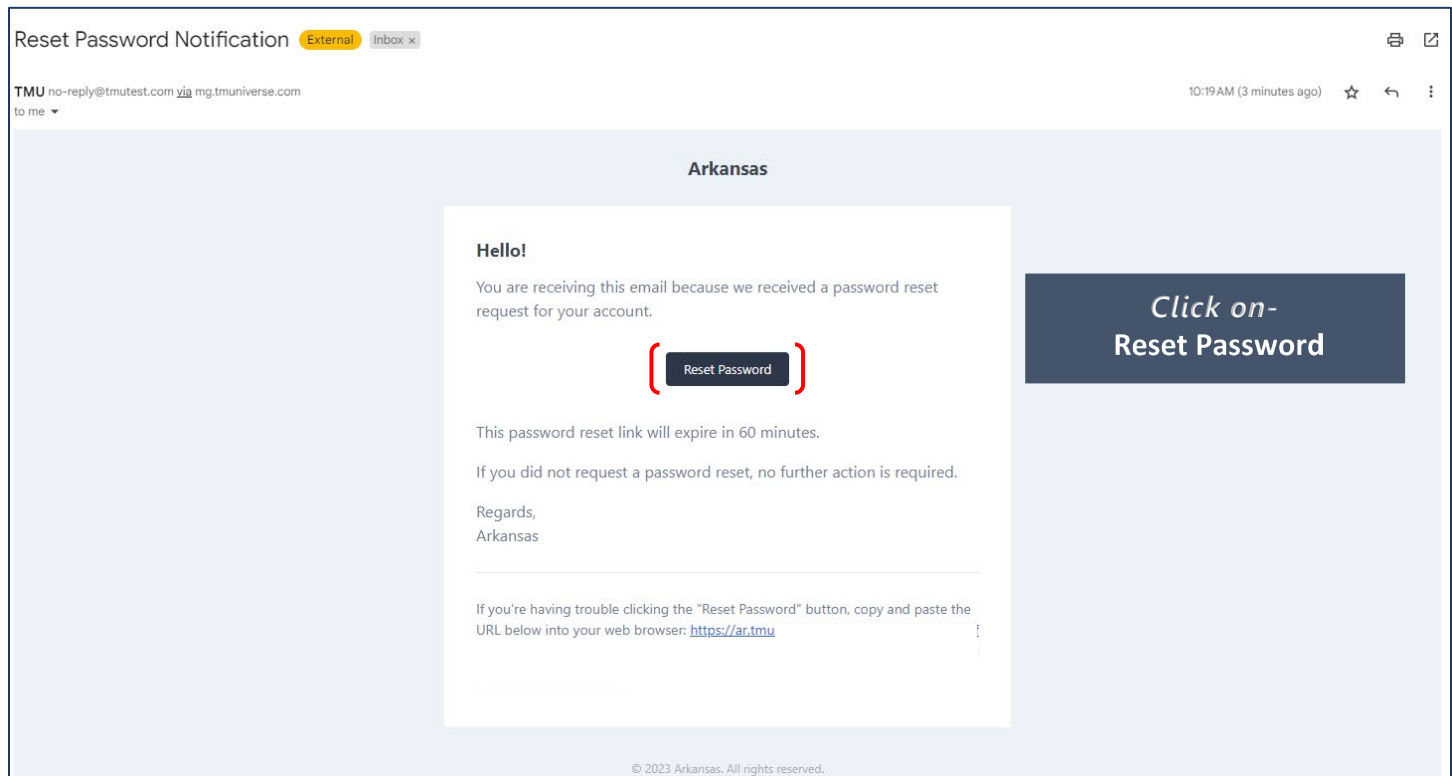 Reset Password Notification External Inbox x
TMU no-reply@tmutest.com via mg.tmuniverse.com
10:19 AM (3 minutes ago)
to me
Arkansas
Hello!
You are receiving this email because we received a password reset
request for your account.
Click on-
Reset Password
Reset Password
This password reset link will expire in 60 minutes.
If you did not request a password reset, no further action is required.
Regards,
Arkansas
If you're having trouble clicking the "Reset Password" button, copy and paste the
URL below into your web browser: https://ar.tmu f
© 2023 Arkansas. All rights reserved.